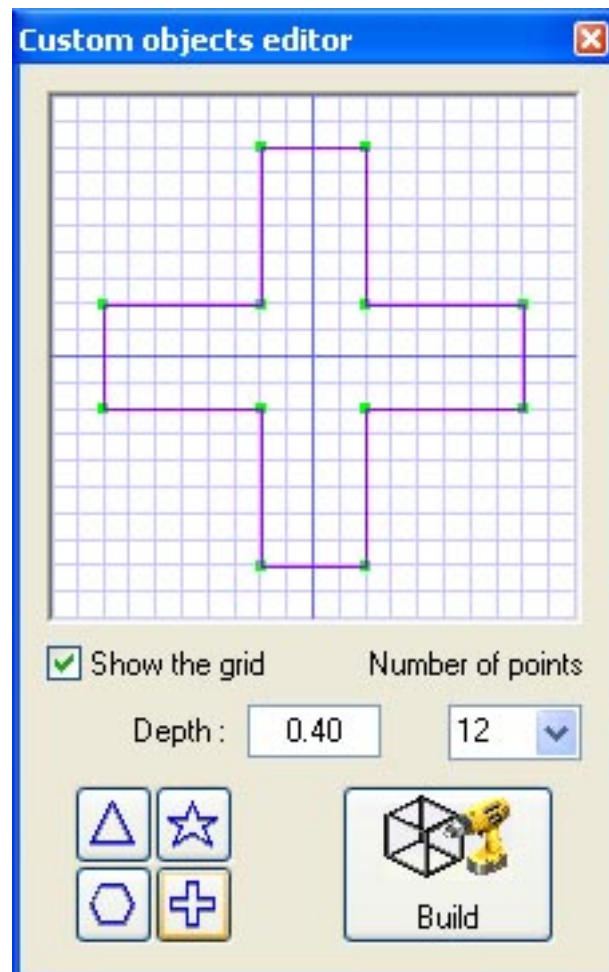 Custom objects editor
Show the grid Number of points
Depth : 0.40 12
Build